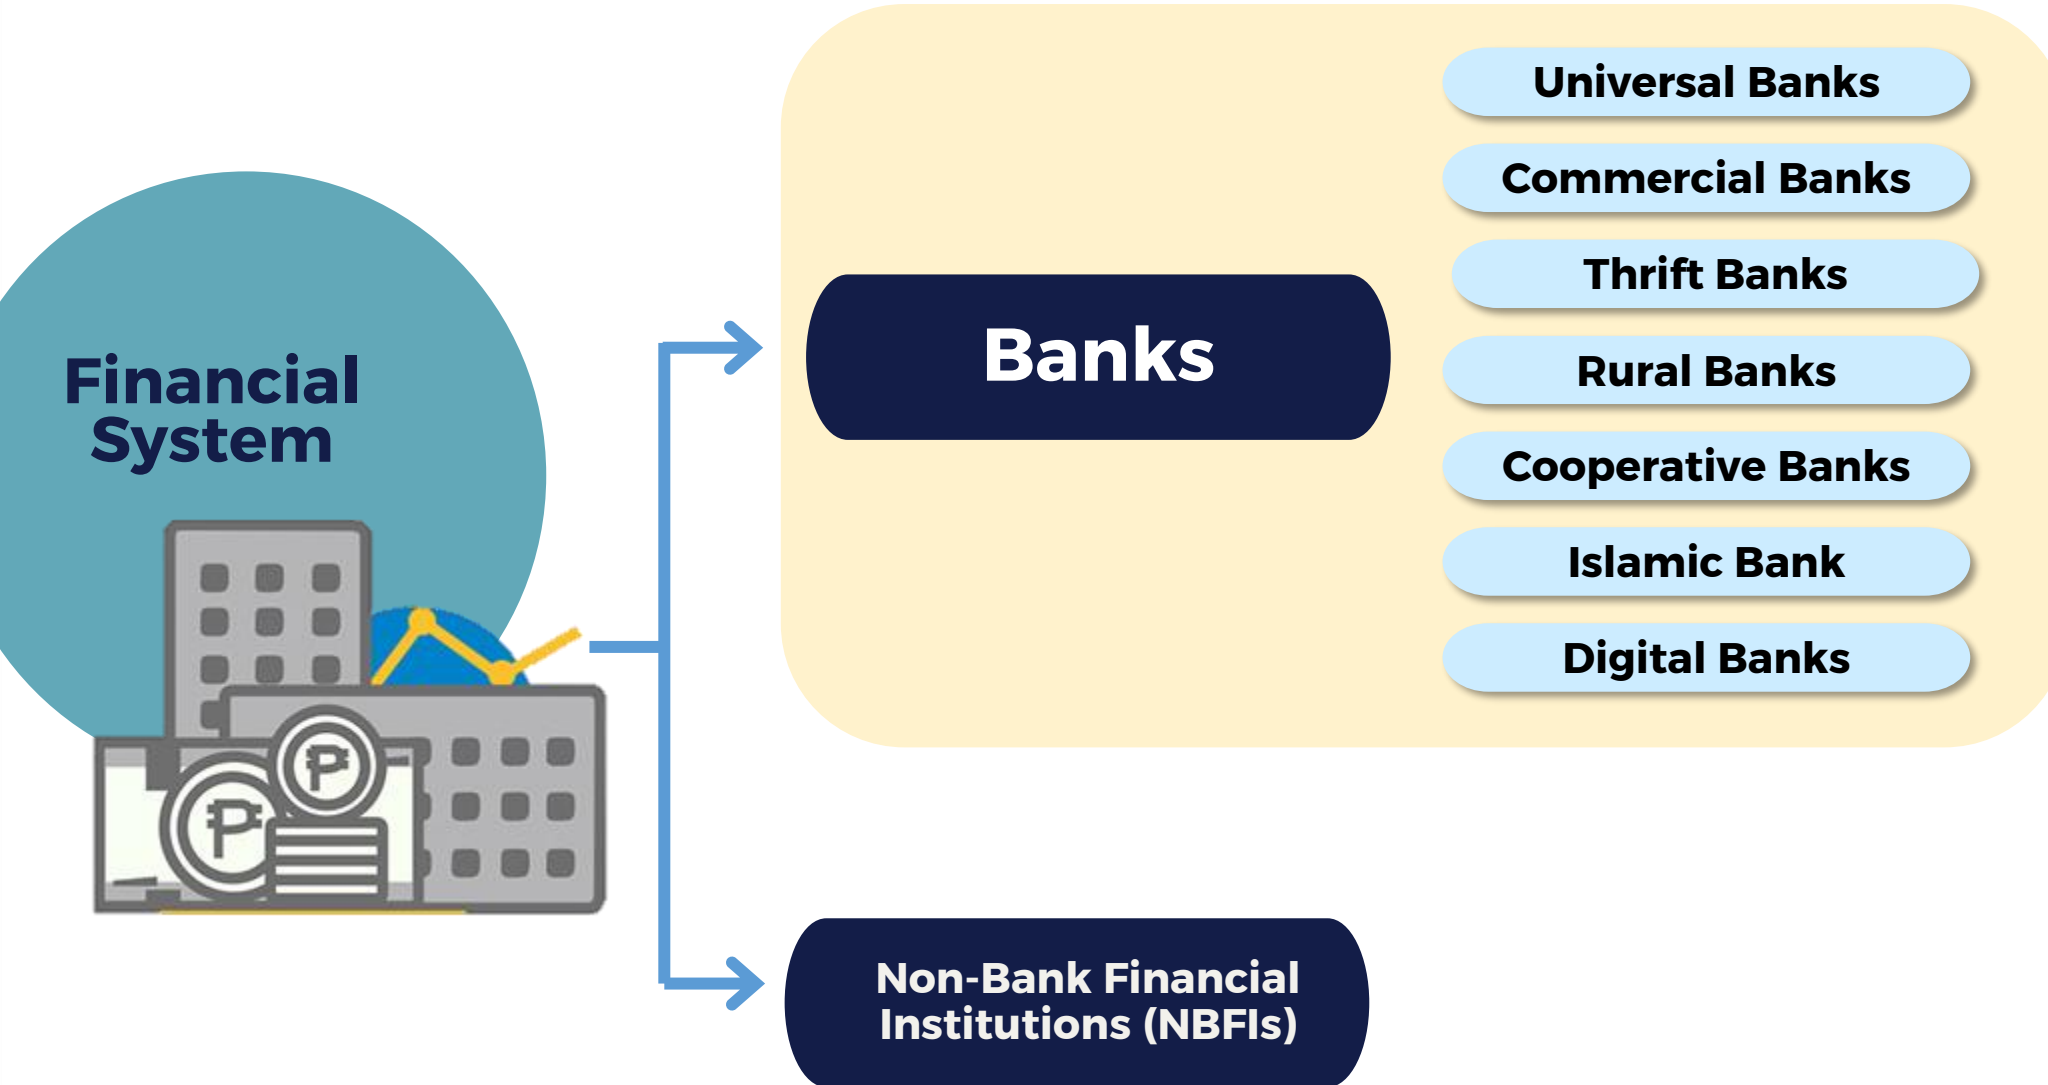 Financial
System
Banks
Universal Banks
Commercial Banks
Thrift Banks
Rural Banks
Cooperative Banks
Islamic Bank
Digital Banks
Non-Bank Financial
Institutions (NBFIs)
₱
₱